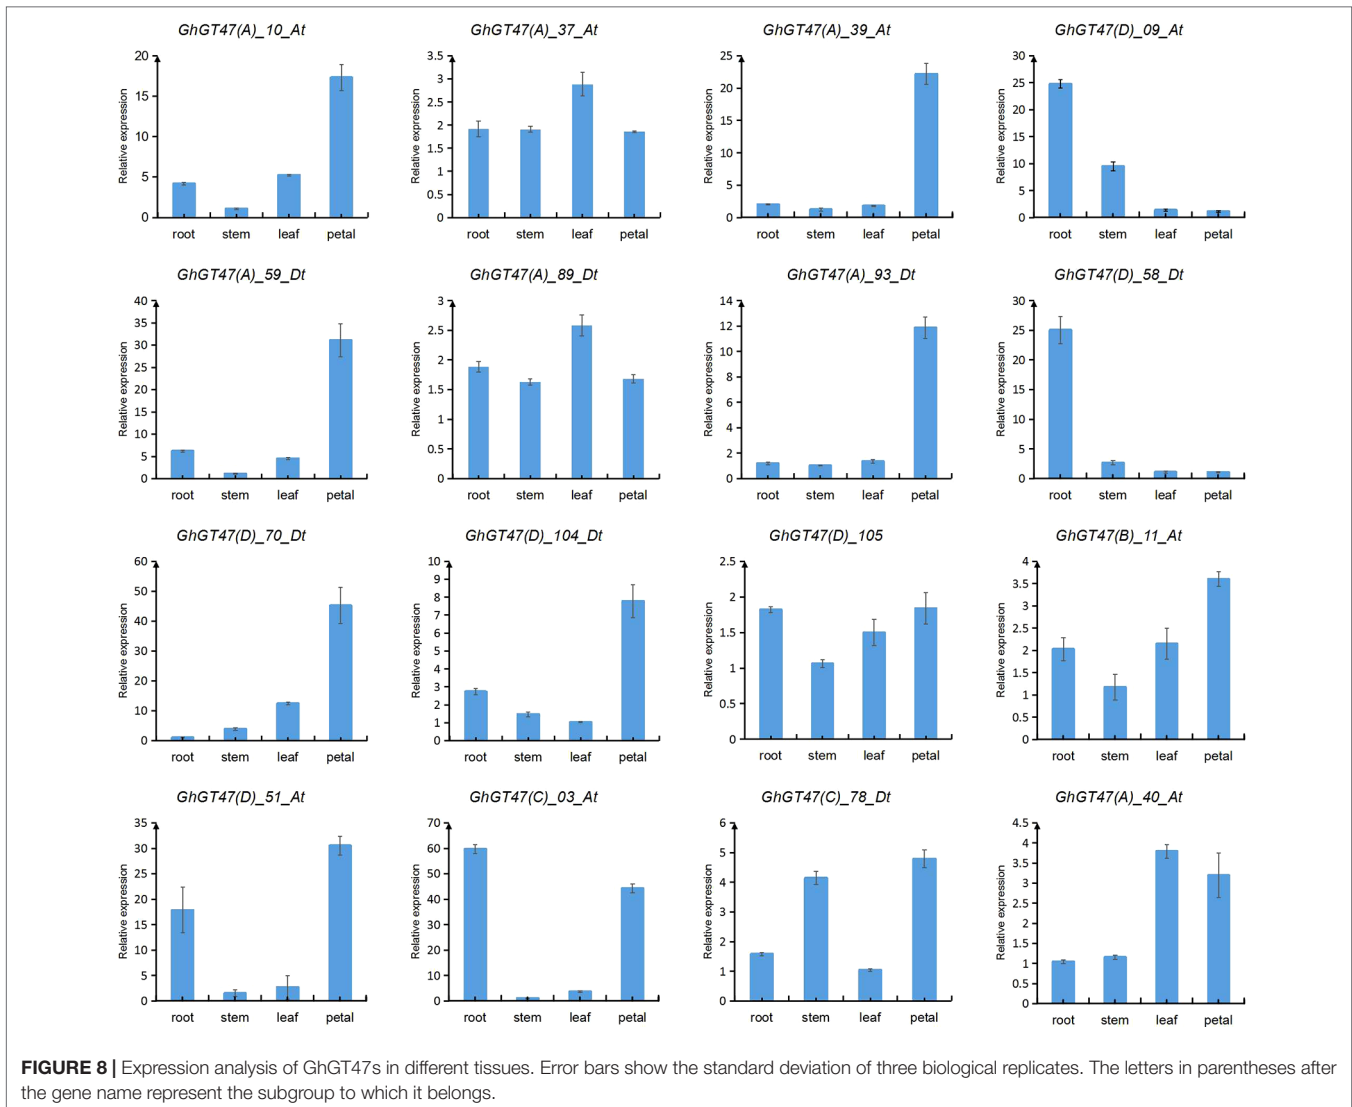 GhGT47(A)_10_At
Relative expression
20
15
10
5
0
root stem leaf petal
GhGT47(A)_37_At
Relative expression
3.5
3
2.5
2
1.5
1
0.5
0
root stem leaf petal
GhGT47(A)_39_At
Relative expression
25
20
15
10
5
0
root stem leaf petal
GhGT47(D)_09_At
Relative expression
30
25
20
15
10
5
0
root stem leaf petal
GhGT47(A)_59_Dt
Relative expression
40
35
30
25
20
15
10
5
0
root stem leaf petal
GhGT47(A)_89_Dt
Relative expression
3
2.5
2
1.5
1
0.5
0
root stem leaf petal
GhGT47(A)_93_Dt
Relative expression
14
12
10
8
6
4
2
0
root stem leaf petal
GhGT47(D)_58_Dt
Relative expression
30
25
20
15
10
5
0
root stem leaf petal
GhGT47(D)_70_Dt
Relative expression
60
50
40
30
20
10
0
root stem leaf petal
GhGT47(D)_104_Dt
Relative expression
10
9
8
7
6
5
4
3
2
1
0
root stem leaf petal
GhGT47(D)_105
Relative expression
2.5
2
1.5
1
0.5
0
root stem leaf petal
GhGT47(B)_11_At
Relative expression
4
3.5
3
2.5
2
1.5
1
0.5
0
root stem leaf petal
GhGT47(D)_51_At
Relative expression
35
30
25
20
15
10
5
0
root stem leaf petal
GhGT47(C)_03_At
Relative expression
70
60
50
40
30
20
10
0
root stem leaf petal
GhGT47(C)_78_Dt
Relative expression
6
5
4
3
2
1
0
root stem leaf petal
GhGT47(A)_40_At
Relative expression
4.5
4
3.5
3
2.5
2
1.5
1
0.5
0
root stem leaf petal
FIGURE 8 | Expression analysis of GhGT47s in different tissues. Error bars show the standard deviation of three biological replicates. The letters in parentheses after
the gene name represent the subgroup to which it belongs.